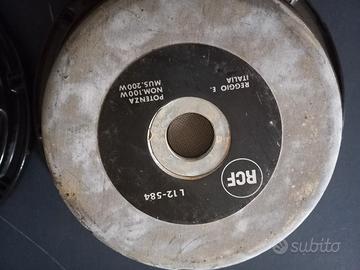 RCF
L 12-584
REGGIO E.
ITALIA
POTENZA
NOM.100W
MUS.200W
subito